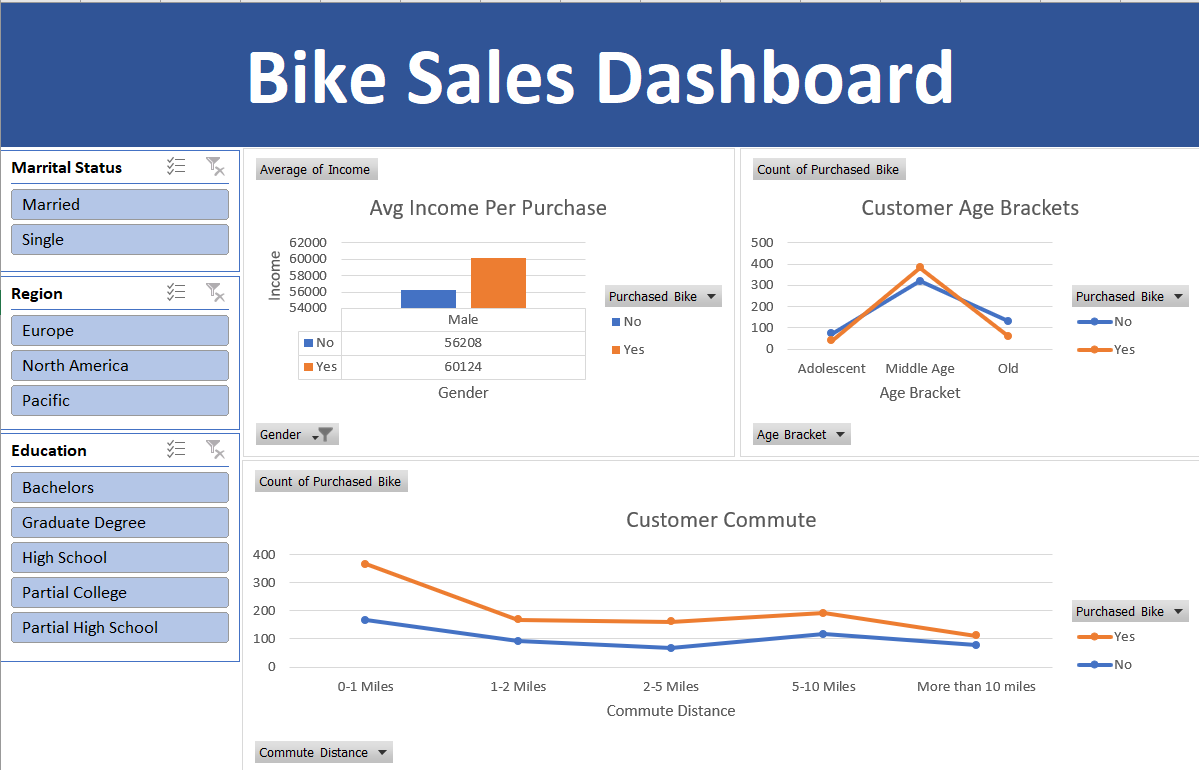 Bike Sales Dashboard
Marrital Status
Married
Single
Region
Europe
North America
Pacific
Education
Bachelors
Graduate Degree
High School
Partial College
Partial High School
Average of Income
Avg Income Per Purchase
62000
60000
58000
56000
54000
Income
Male
No 56208
Yes 60124
Gender
Purchased Bike
No
Yes
Gender
Count of Purchased Bike
Customer Age Brackets
500
400
300
200
100
0
Adolescent Middle Age Old
Age Bracket
Purchased Bike
No
Yes
Age Bracket
Count of Purchased Bike
Customer Commute
400
300
200
100
0
0-1 Miles 1-2 Miles 2-5 Miles 5-10 Miles More than 10 miles
Commute Distance
Purchased Bike
Yes
No
Commute Distance